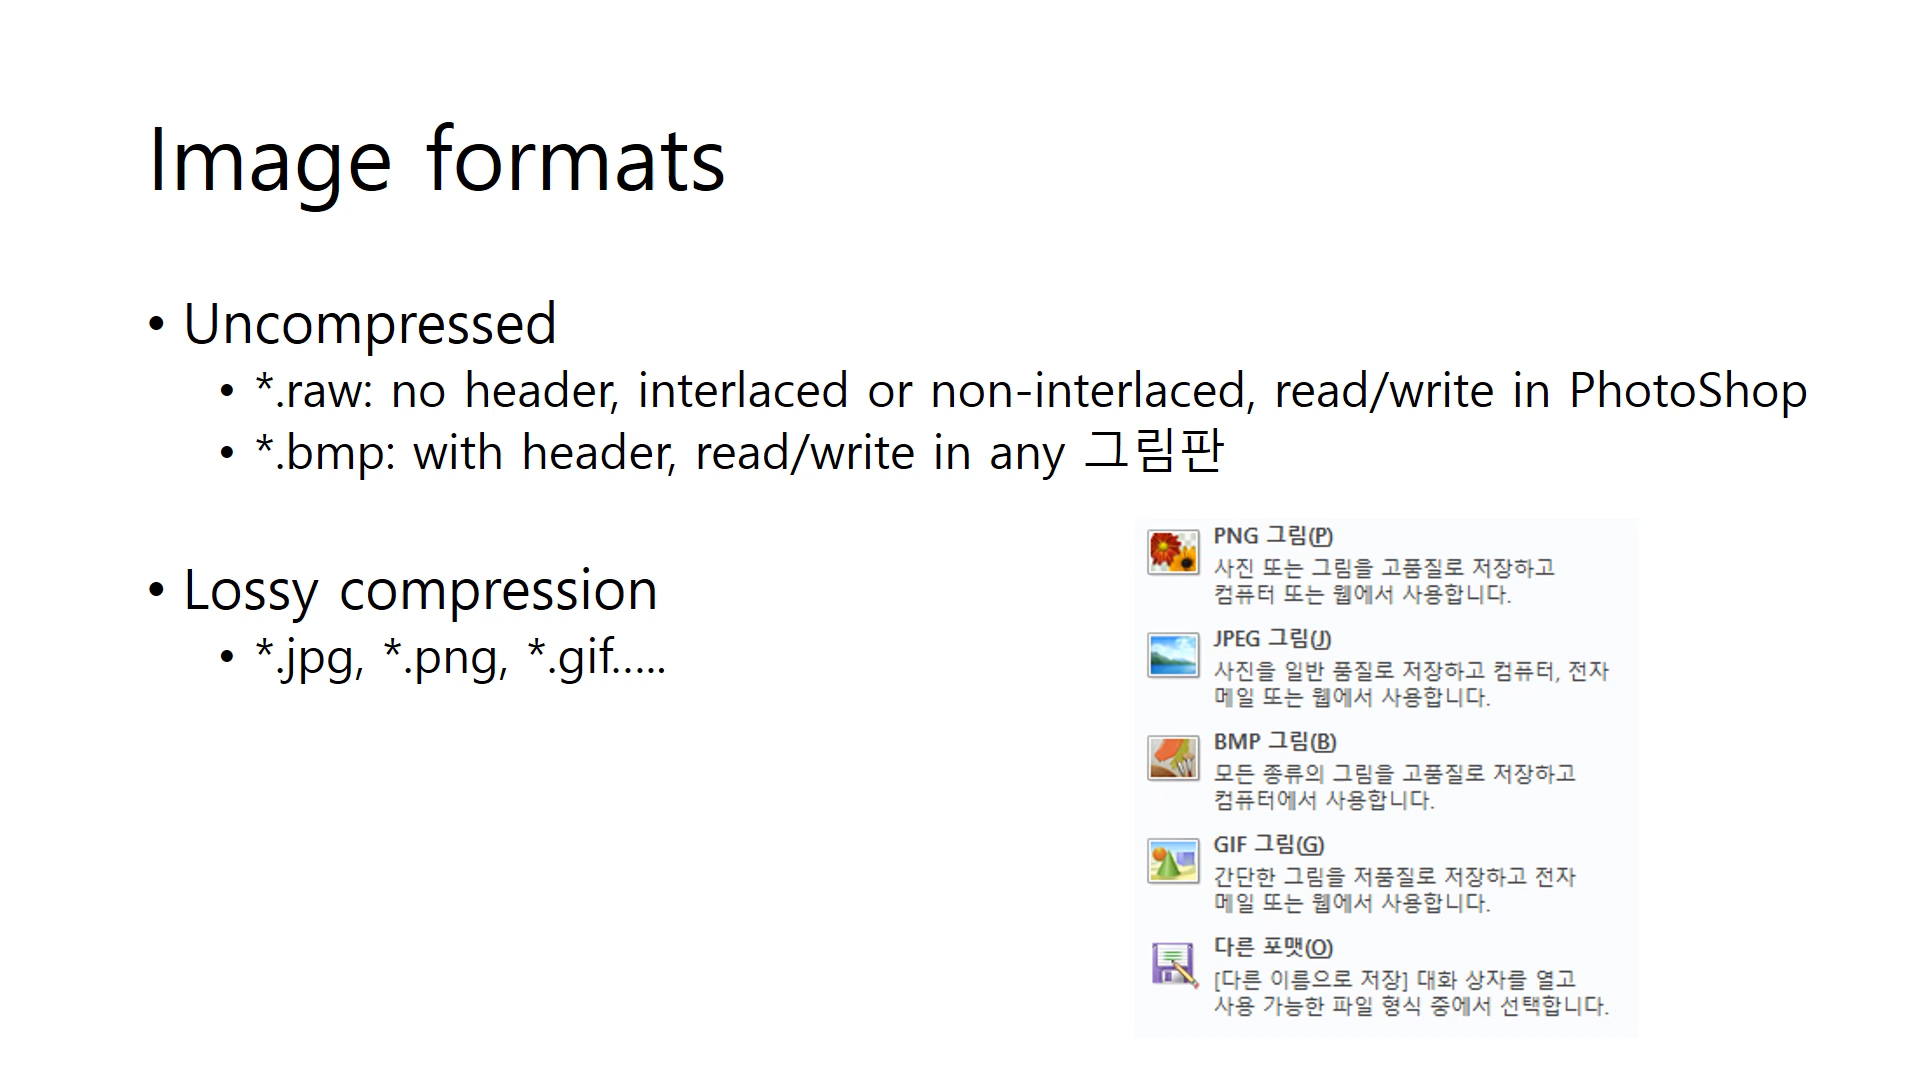 Image formats
• Uncompressed
• *.raw: no header, interlaced or non-interlaced, read/write in PhotoShop
• *.bmp: with header, read/write in any 그림판
• Lossy compression
• *.jpg, *.png, *.gif.....
PNG 그림(P)
사진 또는 그림을 고품질로 저장하고
컴퓨터 또는 웹에서 사용합니다.
JPEG 그림(J)
사진을 일반 품질로 저장하고 컴퓨터, 전자
메일 또는 웹에서 사용합니다.
BMP 그림(B)
모든 종류의 그림을 고품질로 저장하고
컴퓨터에서 사용합니다.
GIF 그림(G)
간단한 그림을 저품질로 저장하고 전자
메일 또는 웹에서 사용합니다.
다른 포맷(O)
[다른 이름으로 저장] 대화 상자를 열고
사용 가능한 파일 형식 중에서 선택합니다.